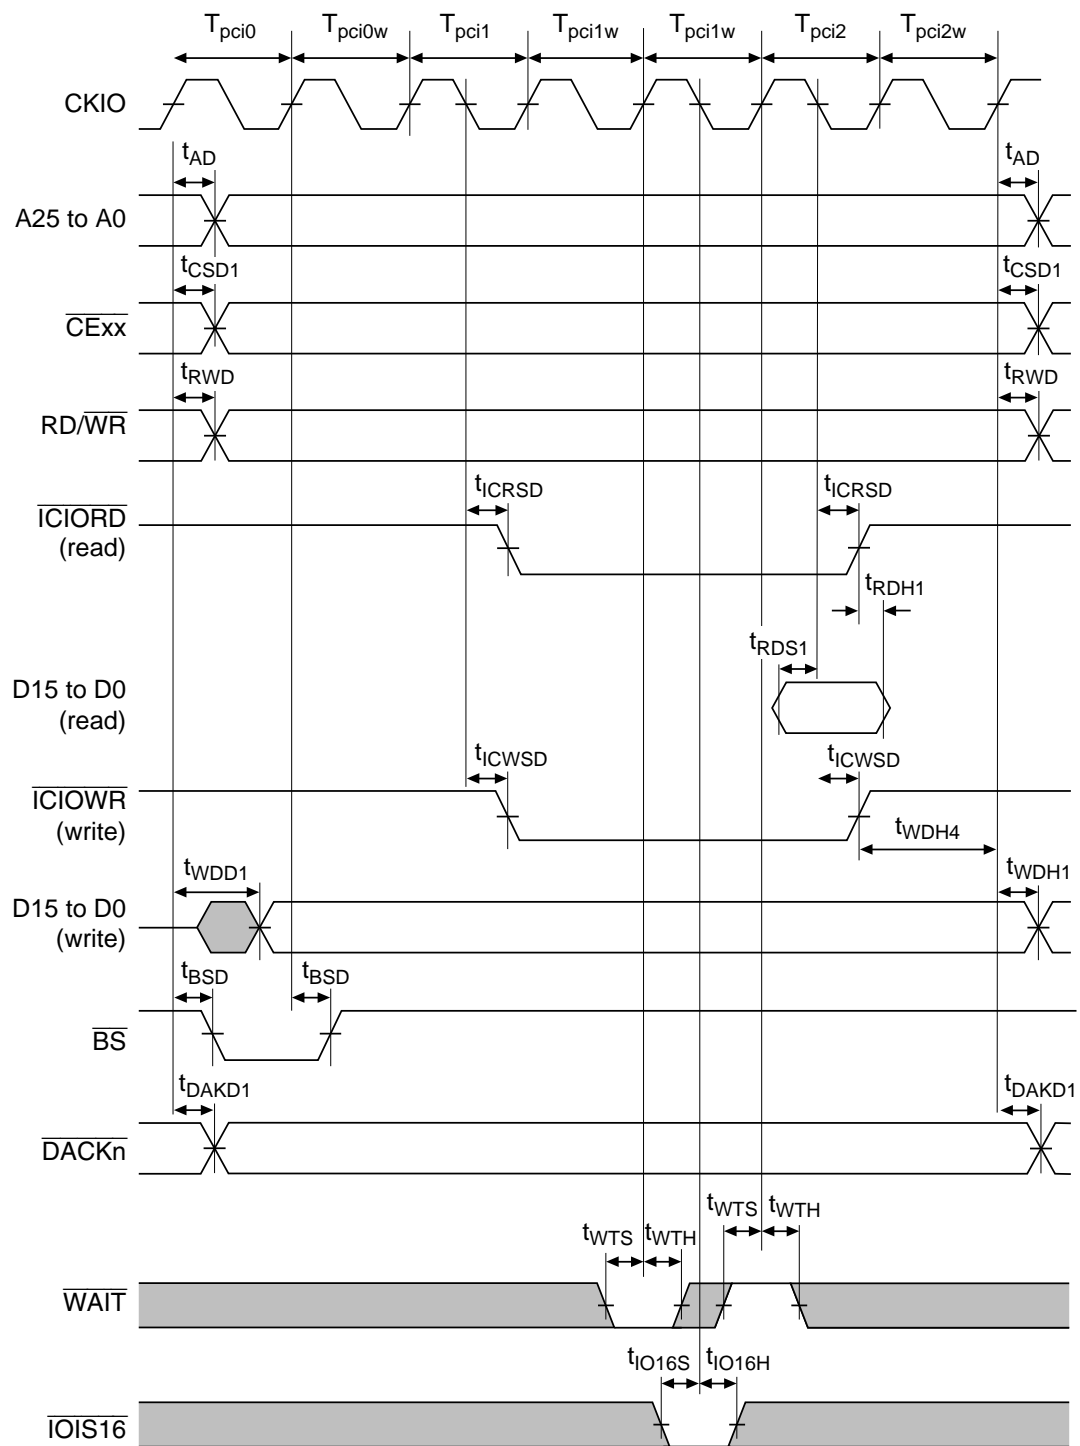 Tpci0 Tpci0w Tpci1 Tpci1w Tpci1w Tpci2 Tpci2w
CKIO
tAD tAD
A25 to A0
tCSD1 tCSD1
CExx
tRWD tRWD
RD/WR
tICRSD tICRSD
ICIORD
(read)
tRDH1
tRDS1
D15 to D0
(read)
tICWSD tICWSD
ICIOWR
(write)
tWDH4
tWDD1 tWDH1
D15 to D0
(write)
tBSD tBSD
BS
tDAKD1 tDAKD1
DACKn
tWTS tWTH tWTS tWTH
WAIT
tIO16S tIO16H
IOIS16